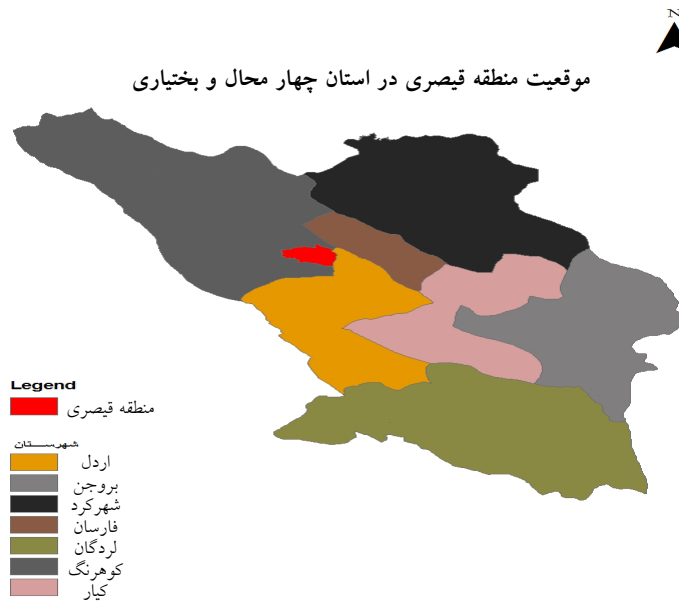 N
موقعیت منطقه قیصری در استان چهار محال و بختیاری
Legend
منطقه قیصری
شهرستان
اردل
بروجن
شهرکرد
فارسان
لردگان
کوهرنگ
کیار